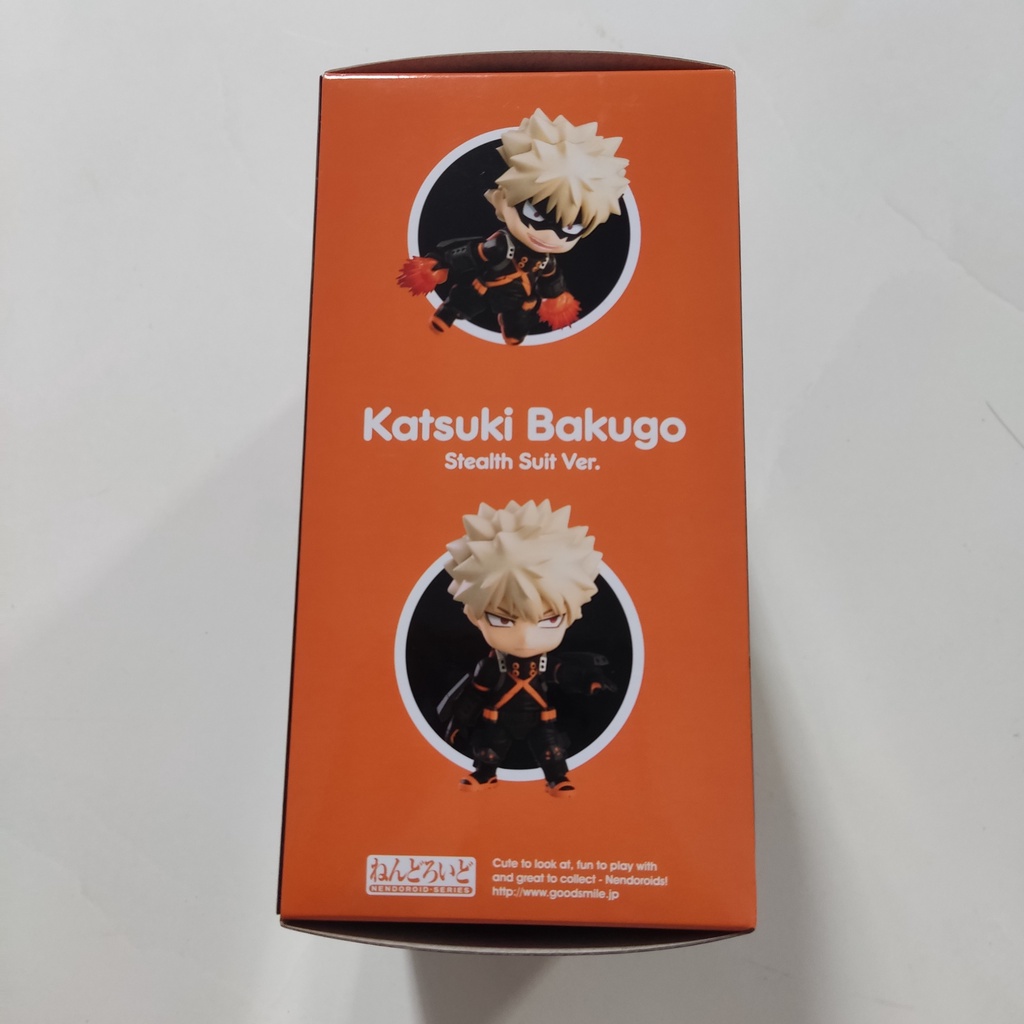 Katsuki Bakugo
Stealth Suit Ver.
ねんどろいど
NENDOROID-SERIES
Cute to look at, fun to play with
and great to collect - Nendoroids!
http://www.goodsmile.jp